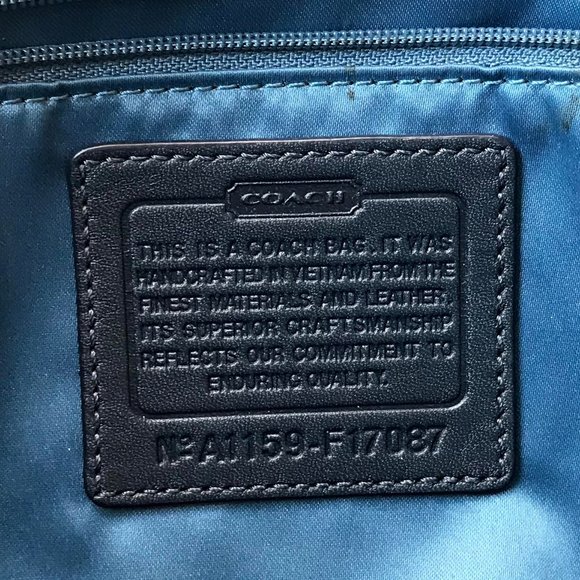 COACH
THIS IS A COACH BAG. IT WAS
HANDCRAFTED IN VIETNAM FROM THE
FINEST MATERIALS AND LEATHER.
ITS SUPERIOR CRAFTSMANSHIP
REFLECTS OUR COMMITMENT TO
ENDURING QUALITY.
Nº A1159-F17087